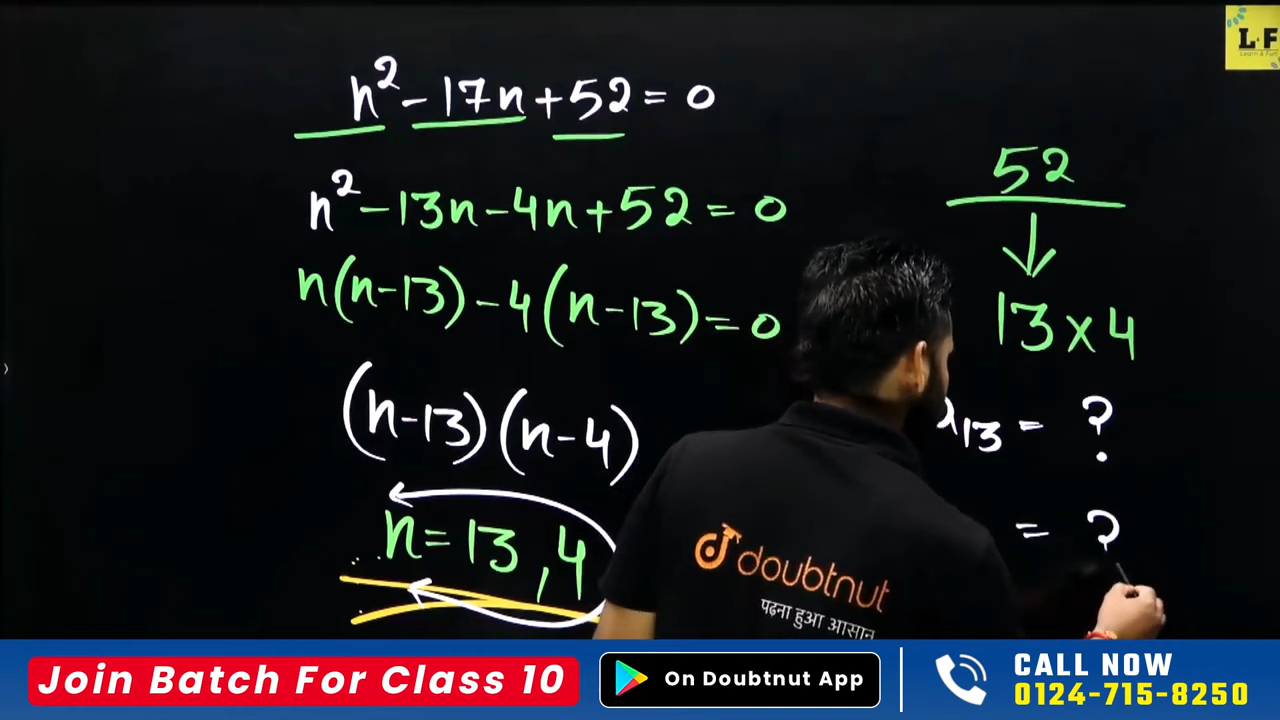 n² - 17n + 52 = 0
n² - 13n - 4n + 52 = 0
n(n-13) - 4(n-13) = 0
(n-13)(n-4)
n = 13, 4
52
13 x 4
13 = ?
= ?
L F
doubtnut
पढ़ना हुआ आसान
Join Batch For Class 10
On Doubtnut App
CALL NOW
0124-715-8250